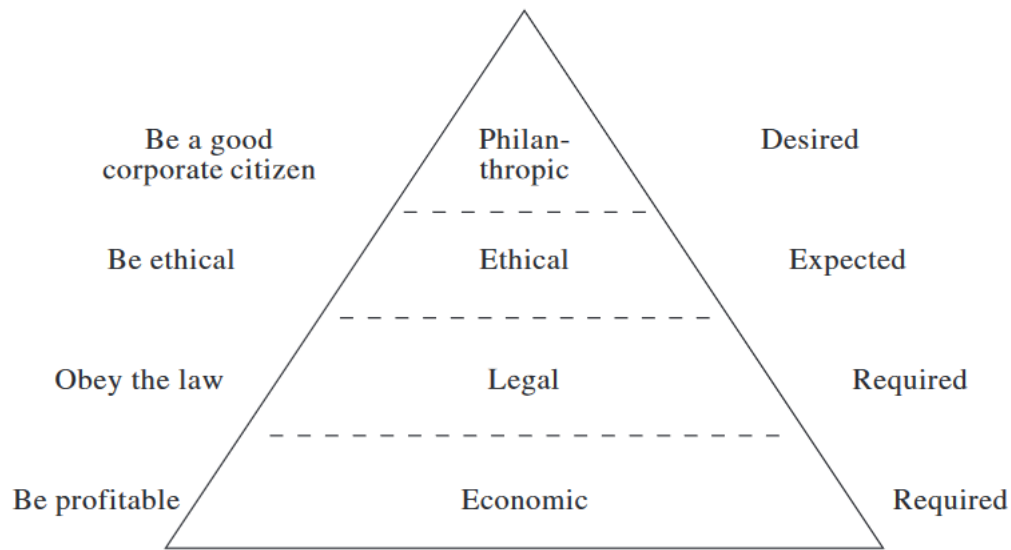 Be a good
corporate citizen
Philan-
thropic
Desired
Be ethical
Ethical
Expected
Obey the law
Legal
Required
Be profitable
Economic
Required